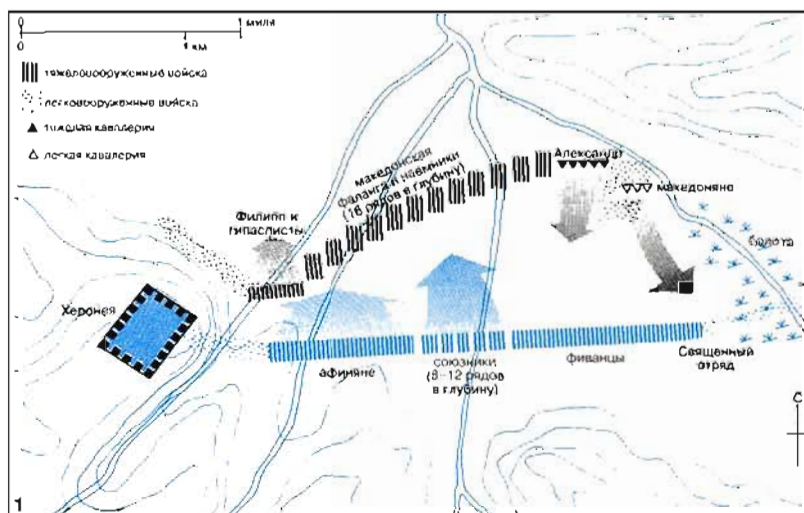 0 1 миля
0 1 км
тяжеловооруженные войска
легковооруженные войска
тяжелая кавалерия
легкая кавалерия
македонская
фаланга и наемники
(16 рядов в глубину)
Александр
македоняне
Филипп и
гипасписты
болота
Херонея
афиняне
союзники
(8–12 рядов
в глубину)
фиванцы
Священный
отряд
С
1